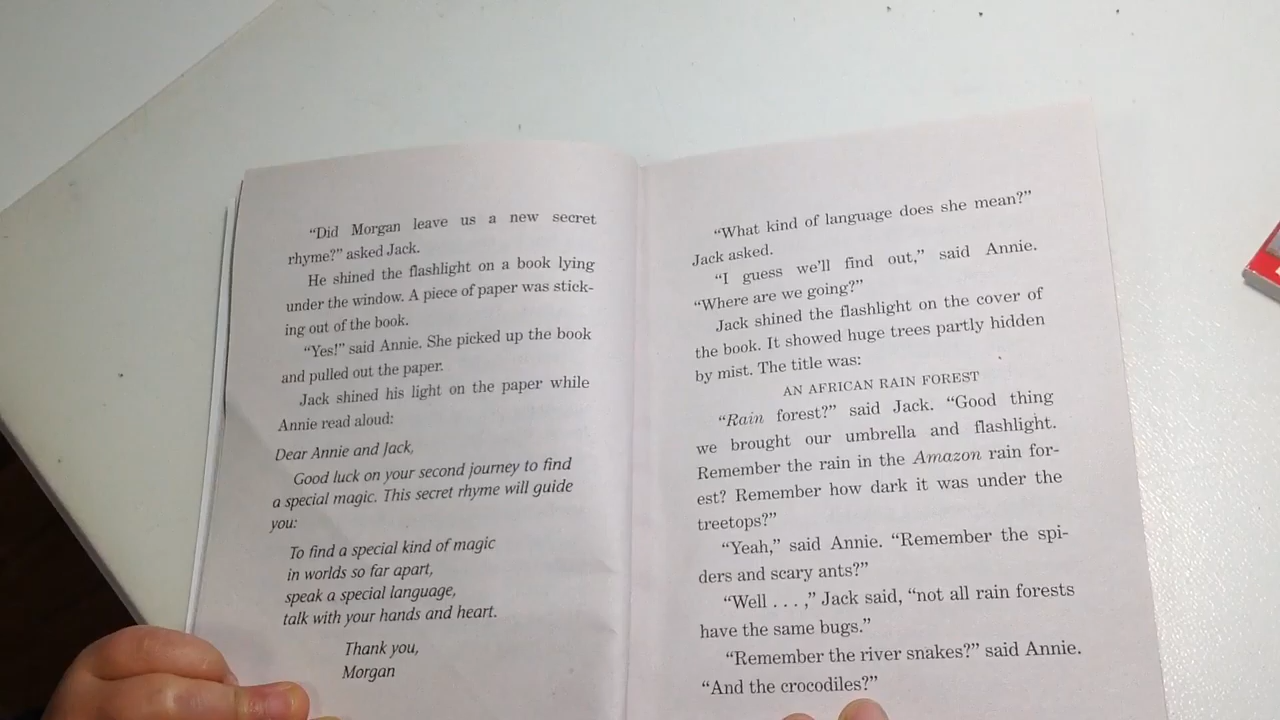 “Did Morgan leave us a new secret
rhyme?” asked Jack.
He shined the flashlight on a book lying
under the window. A piece of paper was stick-
ing out of the book.
“Yes!” said Annie. She picked up the book
and pulled out the paper.
Jack shined his light on the paper while
Annie read aloud:
Dear Annie and Jack,
Good luck on your second journey to find
a special magic. This secret rhyme will guide
you:
To find a special kind of magic
in worlds so far apart,
speak a special language,
talk with your hands and heart.
Thank you,
Morgan
“What kind of language does she mean?”
Jack asked.
“I guess we’ll find out,” said Annie.
“Where are we going?”
Jack shined the flashlight on the cover of
the book. It showed huge trees partly hidden
by mist. The title was:
AN AFRICAN RAIN FOREST
“Rain forest?” said Jack. “Good thing
we brought our umbrella and flashlight.
Remember the rain in the Amazon rain for-
est? Remember how dark it was under the
treetops?”
“Yeah,” said Annie. “Remember the spi-
ders and scary ants?”
“Well . . . ,” Jack said, “not all rain forests
have the same bugs.”
“Remember the river snakes?” said Annie.
“And the crocodiles?”